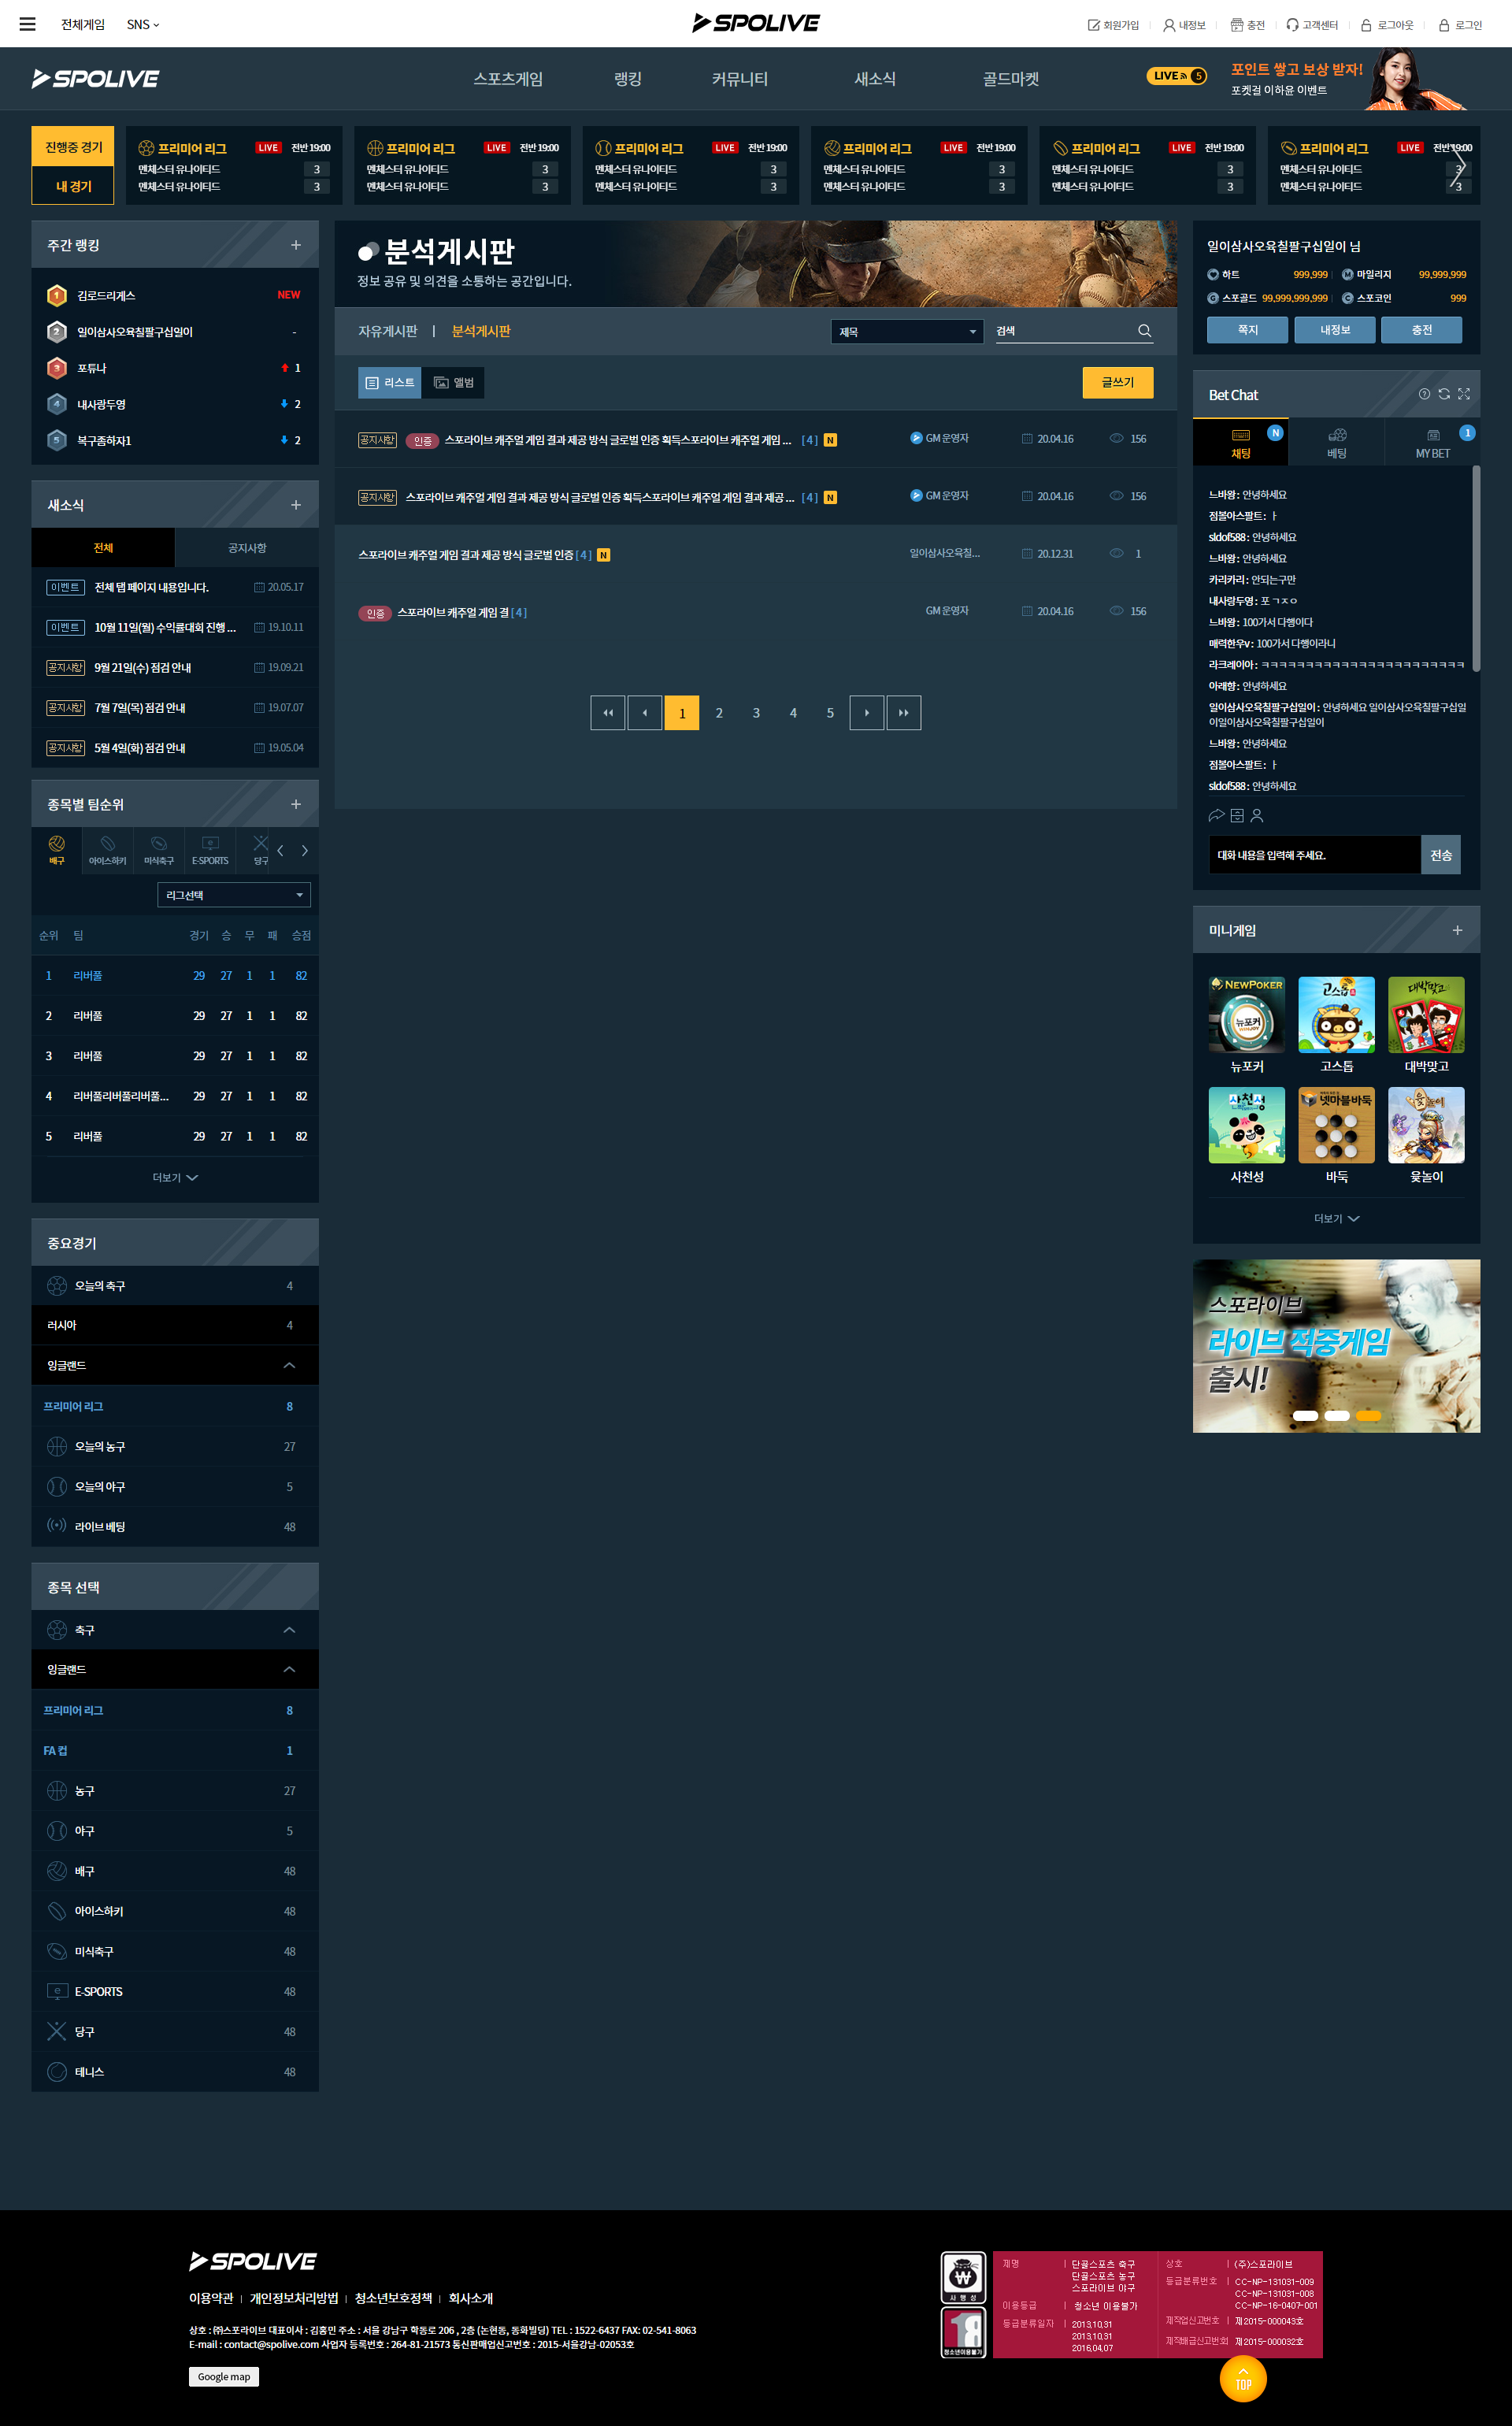 전체게임 SNS
SPOLIVE
회원가입 내정보 충전 고객센터 로그아웃 로그인
SPOLIVE
스포츠게임 랭킹 커뮤니티 새소식 골드마켓
LIVE 5
포인트 쌓고 보상 받자!
포켓걸 이하윤 이벤트
진행중 경기
내 경기
프리미어 리그 LIVE 전반 19:00
멘체스터 유나이티드 3
멘체스터 유나이티드 3
프리미어 리그 LIVE 전반 19:00
멘체스터 유나이티드 3
멘체스터 유나이티드 3
프리미어 리그 LIVE 전반 19:00
멘체스터 유나이티드 3
멘체스터 유나이티드 3
프리미어 리그 LIVE 전반 19:00
멘체스터 유나이티드 3
멘체스터 유나이티드 3
프리미어 리그 LIVE 전반 19:00
멘체스터 유나이티드 3
멘체스터 유나이티드 3
프리미어 리그 LIVE 전반 19:00
멘체스터 유나이티드 3
멘체스터 유나이티드 3
주간 랭킹
1 김로드리게스 NEW
2 일이삼사오육칠팔구십일이 -
3 포튜나 1
4 내사랑두영 2
5 복구좀하자1 2
새소식
전체 공지사항
이벤트 전체 탭 페이지 내용입니다. 20.05.17
이벤트 10월 11일(월) 수익률대회 진행 ... 19.10.11
공지사항 9월 21일(수) 점검 안내 19.09.21
공지사항 7월 7일(목) 점검 안내 19.07.07
공지사항 5월 4일(화) 점검 안내 19.05.04
종목별 팀순위
배구 아이스하키 미식축구 E-SPORTS 당구
리그선택
순위 팀 경기 승 무 패 승점
1 리버풀 29 27 1 1 82
2 리버풀 29 27 1 1 82
3 리버풀 29 27 1 1 82
4 리버풀리버풀리버풀... 29 27 1 1 82
5 리버풀 29 27 1 1 82
더보기
중요경기
오늘의 축구 4
러시아 4
잉글랜드
프리미어 리그 8
오늘의 농구 27
오늘의 야구 5
라이브 베팅 48
종목 선택
축구
잉글랜드
프리미어 리그 8
FA 컵 1
농구 27
야구 5
배구 48
아이스하키 48
미식축구 48
E-SPORTS 48
당구 48
테니스 48
분석게시판
정보 공유 및 의견을 소통하는 공간입니다.
자유게시판 | 분석게시판
제목 검색
리스트 앨범 글쓰기
공지사항 인증 스포라이브 캐주얼 게임 결과 제공 방식 글로벌 인증 획득스포라이브 캐주얼 게임 ... [4] N GM 운영자 20.04.16 156
공지사항 스포라이브 캐주얼 게임 결과 제공 방식 글로벌 인증 획득스포라이브 캐주얼 게임 결과 제공 ... [4] N GM 운영자 20.04.16 156
스포라이브 캐주얼 게임 결과 제공 방식 글로벌 인증 [4] N 일이삼사오육칠... 20.12.31 1
인증 스포라이브 캐주얼 게임 결 [4] GM 운영자 20.04.16 156
1 2 3 4 5
일이삼사오육칠팔구십일이 님
하트 999,999 M 마일리지 99,999,999
G 스포골드 99,999,999,999 C 스포코인 999
쪽지 내정보 충전
Bet Chat
채팅 N 베팅 MY BET 1
느바왕 : 안녕하세요
점볼아스팔트 : ㅏ
sldof588 : 안녕하세요
느바왕 : 안녕하세요
카리카리 : 안되는구만
내사랑두영 : 포 ㄱㅈㅇ
느바왕 : 100가서 다행이다
매력한우v : 100가서 다행이라니
라크레이아 : ㅋㅋㅋㅋㅋㅋㅋㅋㅋㅋㅋㅋㅋㅋㅋㅋㅋㅋㅋㅋㅋㅋㅋㅋㅋㅋㅋㅋ
아래향 : 안녕하세요
일이삼사오육칠팔구십일이 : 안녕하세요 일이삼사오육칠팔구십일
이일이삼사오육칠팔구십일이
느바왕 : 안녕하세요
점볼아스팔트 : ㅏ
sldof588 : 안녕하세요
대화 내용을 입력해 주세요. 전송
미니게임
NEWPOKER 뉴포커 고스톱 대박맞고
뉴포커 고스톱 대박맞고
사천성 넷마블바둑 윷놀이
사천성 바둑 윷놀이
더보기
스포라이브
라이브 적중게임
출시!
SPOLIVE
이용약관 | 개인정보처리방법 | 청소년보호정책 | 회사소개
상호 : ㈜스포라이브 대표이사 : 김홍민 주소 : 서울 강남구 학동로 206 , 2층 (논현동, 동화빌딩) TEL : 1522-6437 FAX: 02-541-8063
E-mail : contact@spolive.com 사업자 등록번호 : 264-81-21573 통신판매업신고번호 : 2015-서울강남-02053호
Google map
사행성
18 청소년이용불가
제명 | 단골스포츠 축구
단골스포츠 농구
스포라이브 야구
이용등급 | 청소년 이용불가
등급분류일자 | 2013.10.31
2013.10.31
2016.04.07
상호 | (주)스포라이브
등급분류번호 | CC-NP-131031-009
CC-NP-131031-008
CC-NP-16-0407-001
제작업신고번호 | 제2015-000043호
제작배급신고번호 제2015-000032호
TOP